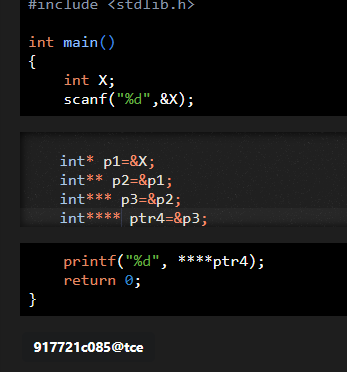 #include <stdlib.h>
int main()
{
int X;
scanf("%d",&X);
int* p1=&X;
int** p2=&p1;
int*** p3=&p2;
int**** ptr4=&p3;
printf("%d", ****ptr4);
return 0;
}
917721c085@tce